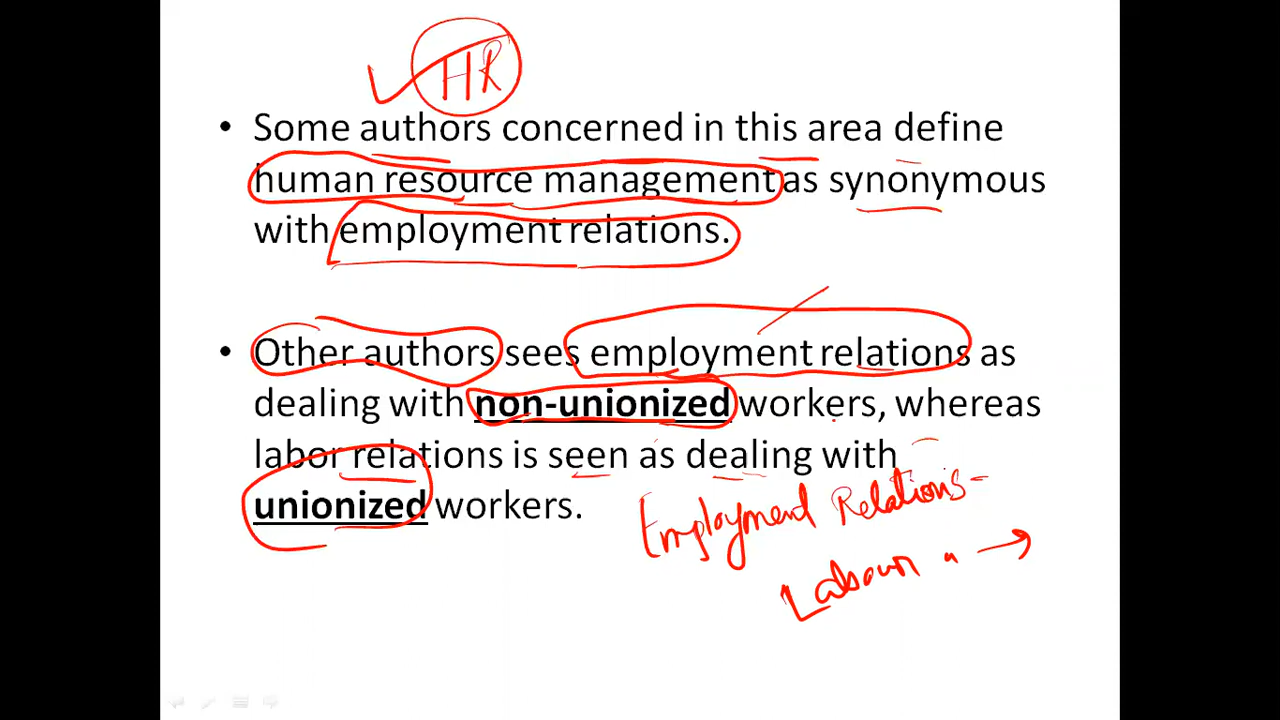 HR
• Some authors concerned in this area define
human resource management as synonymous
with employment relations.
• Other authors sees employment relations as
dealing with non-unionized workers, whereas
labor relations is seen as dealing with
unionized workers.
Employment Relations-
Labour " →